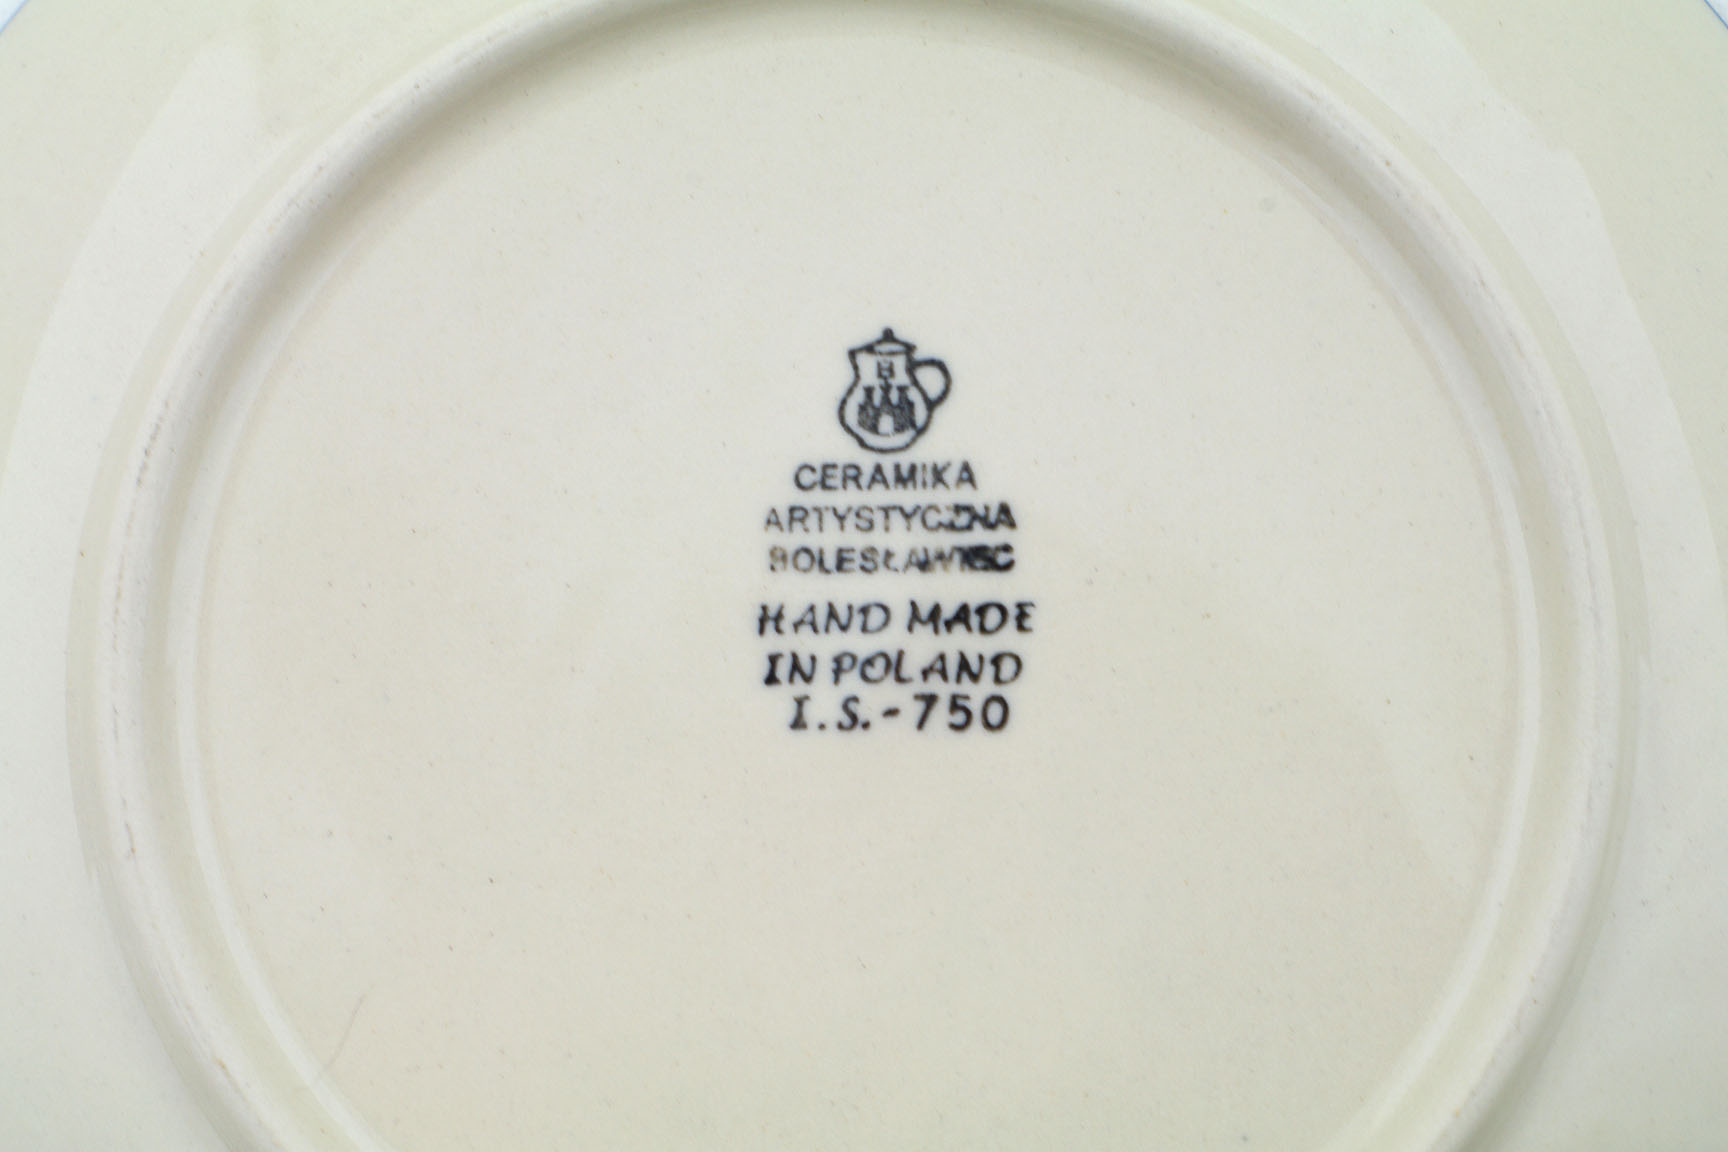 B
CERAMIKA
ARTYSTYCZNA
BOLESŁAWIEC
HAND MADE
IN POLAND
I.S.-750